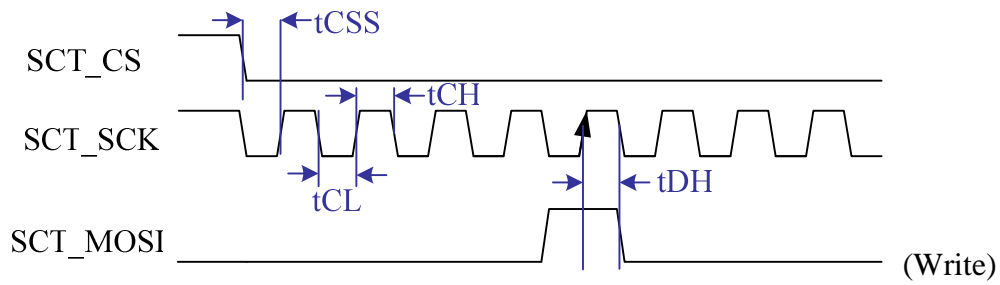 tCSS
SCT_CS
tCH
SCT_SCK
tCL
tDH
SCT_MOSI
(Write)